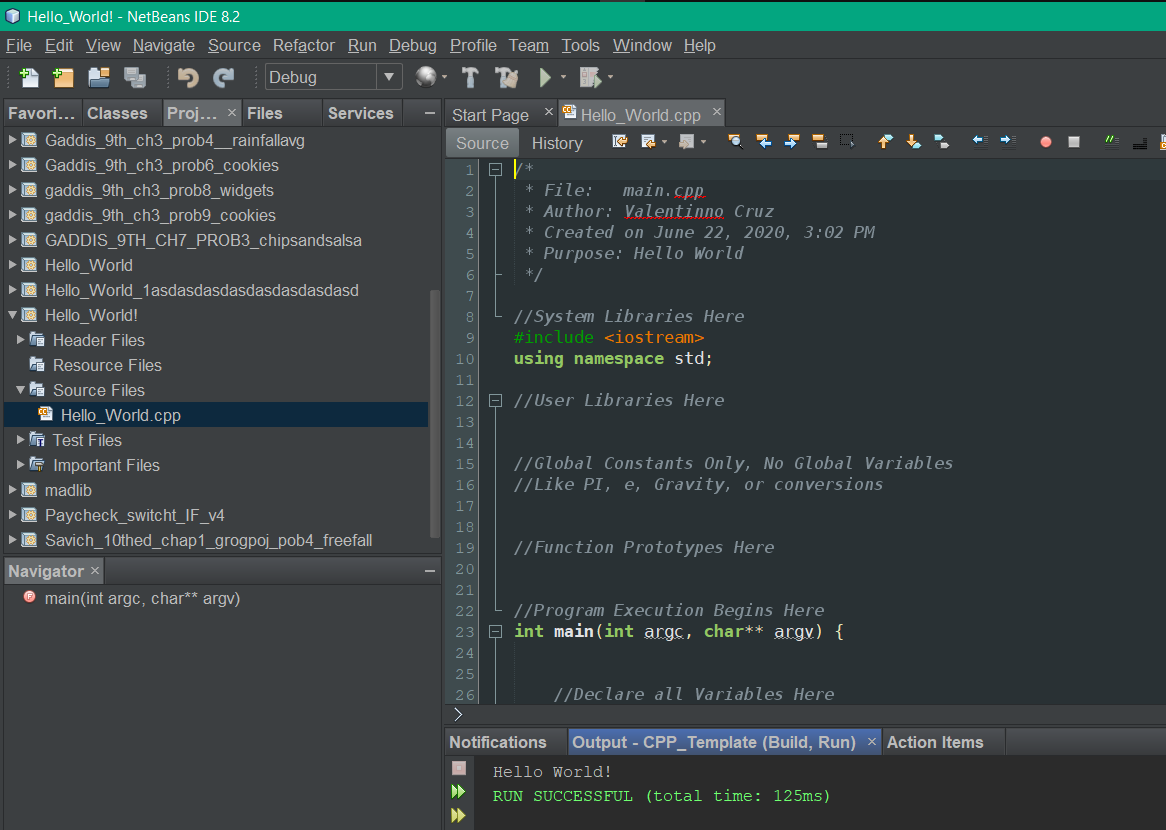 Hello_World! - NetBeans IDE 8.2
File Edit View Navigate Source Refactor Run Debug Profile Team Tools Window Help
Debug
Favori... Classes Proj... × Files Services
Gaddis_9th_ch3_prob4__rainfallavg
Gaddis_9th_ch3_prob6_cookies
gaddis_9th_ch3_prob8_widgets
gaddis_9th_ch3_prob9_cookies
GADDIS_9TH_CH7_PROB3_chipsandsalsa
Hello_World
Hello_World_1asdasdasdasdasdasdasdasd
Hello_World!
Header Files
Resource Files
Source Files
Hello_World.cpp
Test Files
Important Files
madlib
Paycheck_switcht_IF_v4
Savich_10thed_chap1_grogpoj_pob4_freefall
Navigator ×
main(int argc, char** argv)
Start Page × Hello_World.cpp ×
Source History
1 /*
2 * File:   main.cpp
3 * Author: Valentinno Cruz
4 * Created on June 22, 2020, 3:02 PM
5 * Purpose: Hello World
6 */
7
8 //System Libraries Here
9 #include <iostream>
10 using namespace std;
11
12 //User Libraries Here
13
14
15 //Global Constants Only, No Global Variables
16 //Like PI, e, Gravity, or conversions
17
18
19 //Function Prototypes Here
20
21
22 //Program Execution Begins Here
23 int main(int argc, char** argv) {
24
25
26 //Declare all Variables Here
Notifications Output - CPP_Template (Build, Run) × Action Items
Hello World!
RUN SUCCESSFUL (total time: 125ms)